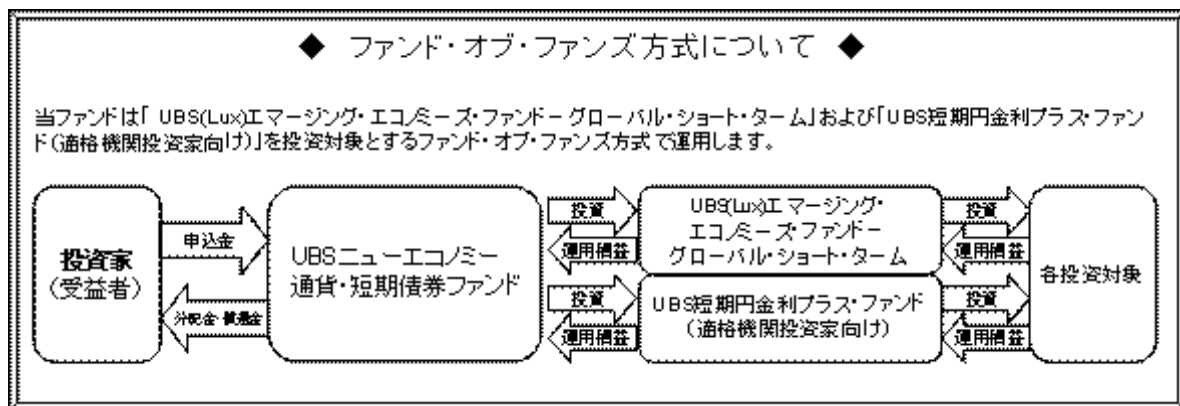 ◆ ファンド・オブ・ファンズ方式について ◆
当ファンドは「UBS(Lux)エマージング・エコノミーズ・ファンドーグローバル・ショート・ターム」および「UBS短期円金利プラス・ファン
ド(適格機関投資家向け)」を投資対象とするファンド・オブ・ファンズ方式で運用します。
投資家
(受益者)
申込金
分配金・償還金
UBSニューエコノミー
通貨・短期債券ファンド
投資
運用損益
投資
運用損益
UBS(Lux)エマージング・
エコノミーズ・ファンドー
グローバル・ショート・ターム
UBS短期円金利プラス・ファンド
(適格機関投資家向け)
投資
運用損益
投資
運用損益
各投資対象